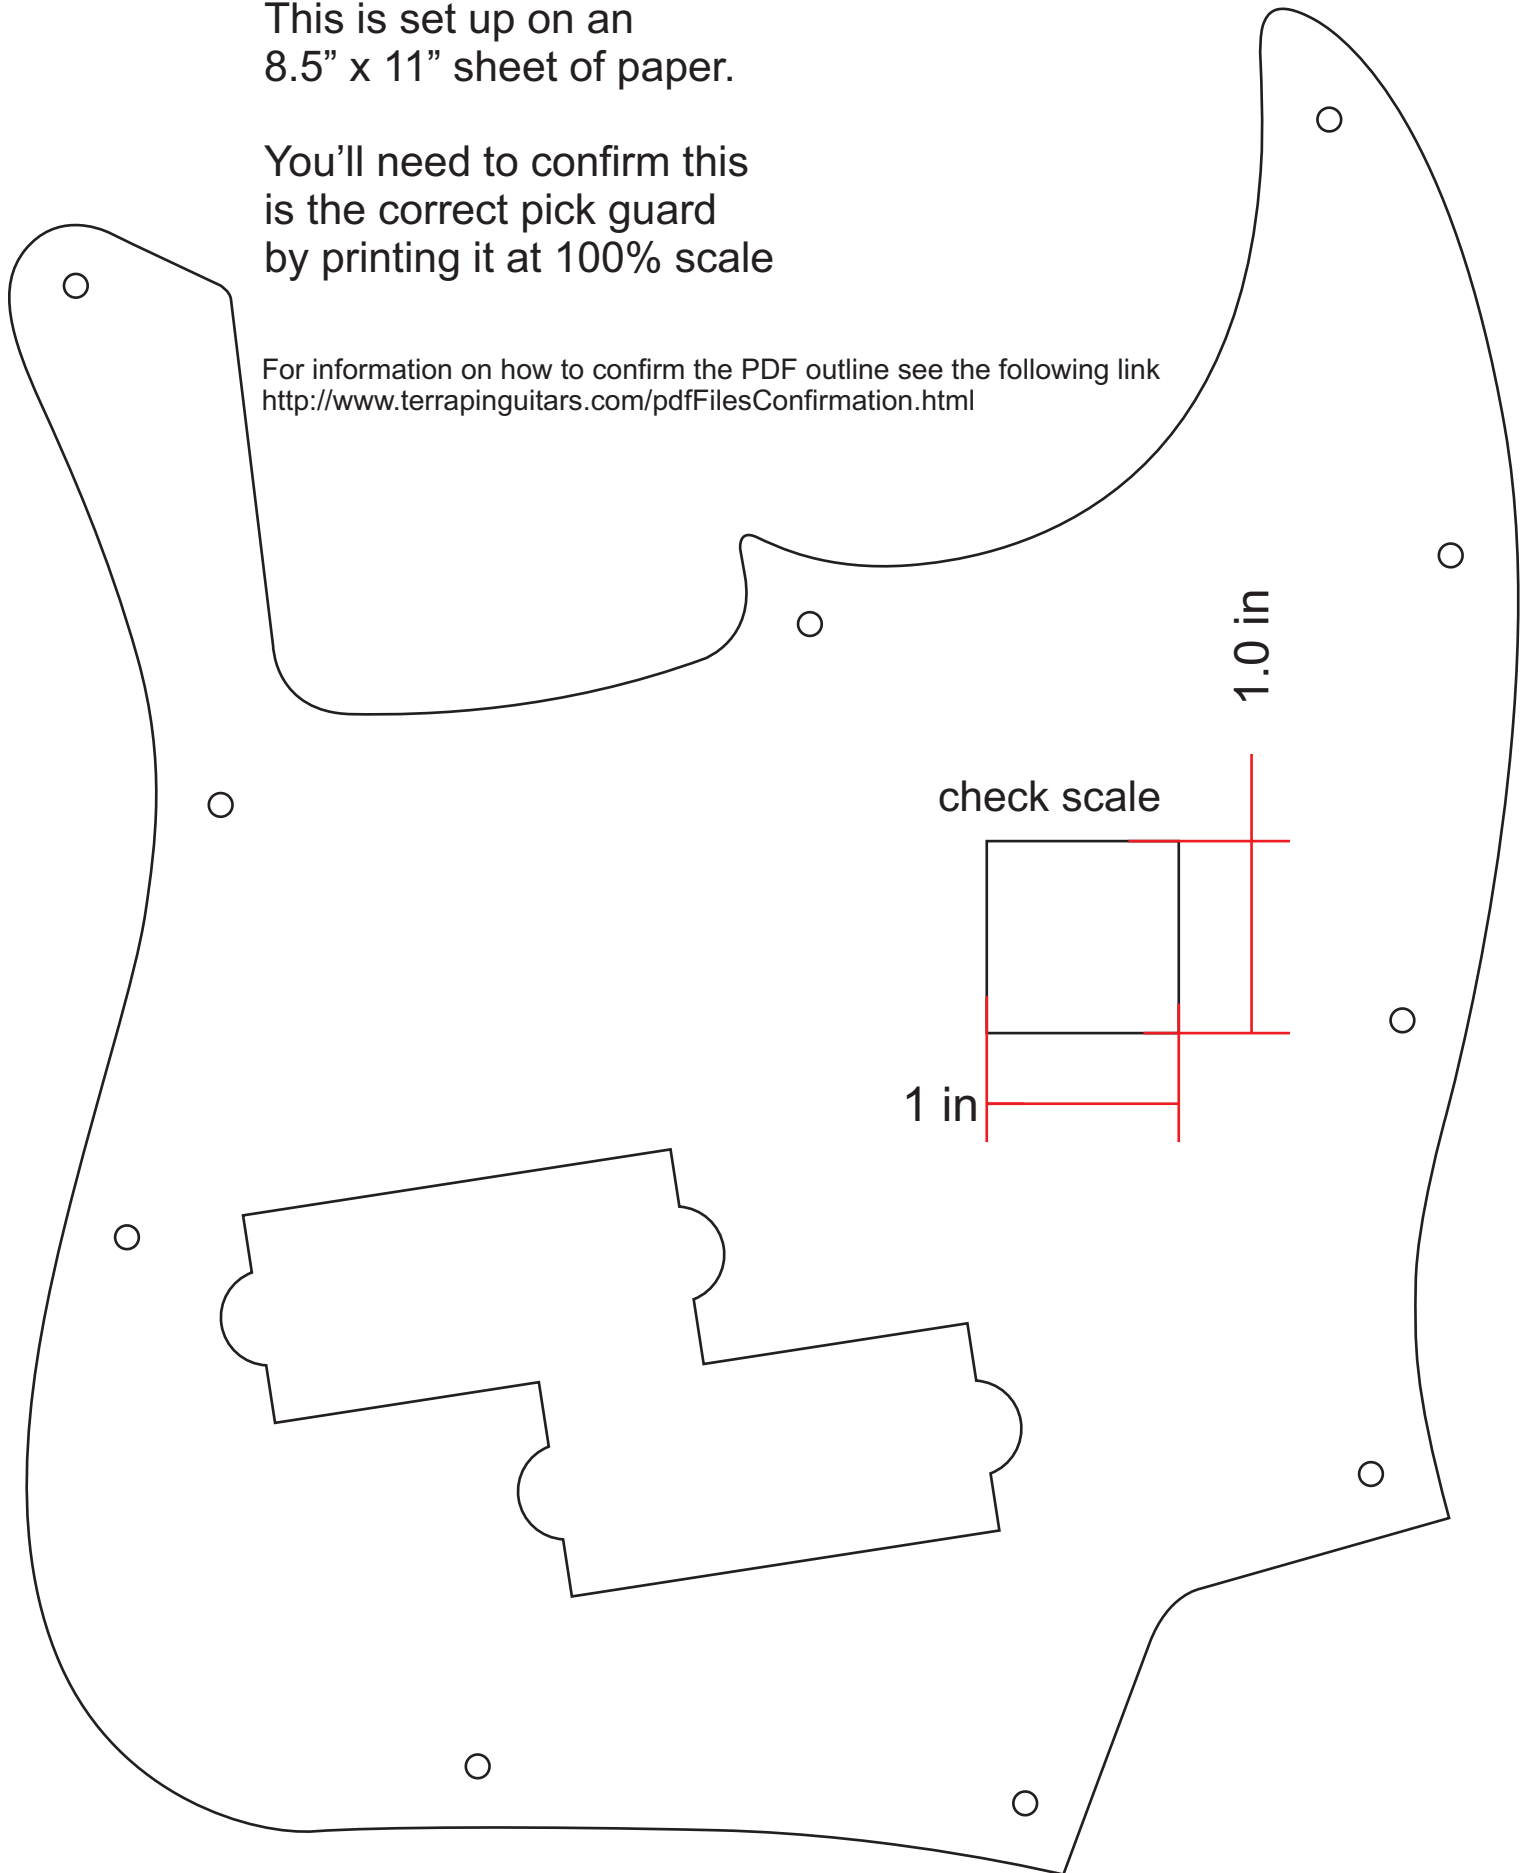 This is set up on an
8.5” x 11” sheet of paper.
You’ll need to confirm this
is the correct pick guard
by printing it at 100% scale
For information on how to confirm the PDF outline see the following link
http://www.terrapinguitars.com/pdfFilesConfirmation.html
1.0 in
check scale
1 in